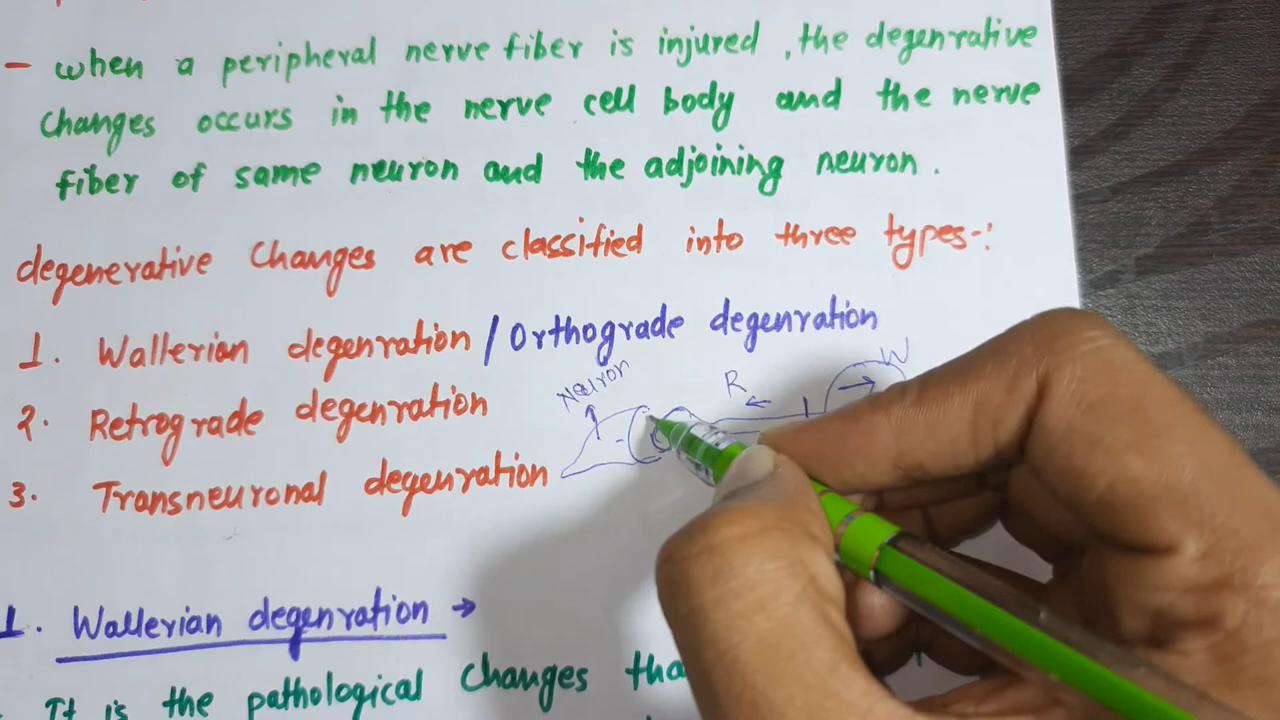 - when a peripheral nerve fiber is injured , the degenrative
changes occurs in the nerve cell body and the nerve
fiber of same neuron and the adjoining neuron .
degenerative Changes are classified into three types-:
1. Wallerian degenration / Orthograde degenration
2. Retrograde degenration
3. Transneuronal degenration
Neuron
R
W
1. Wallerian degenration →
It is the pathological changes tha